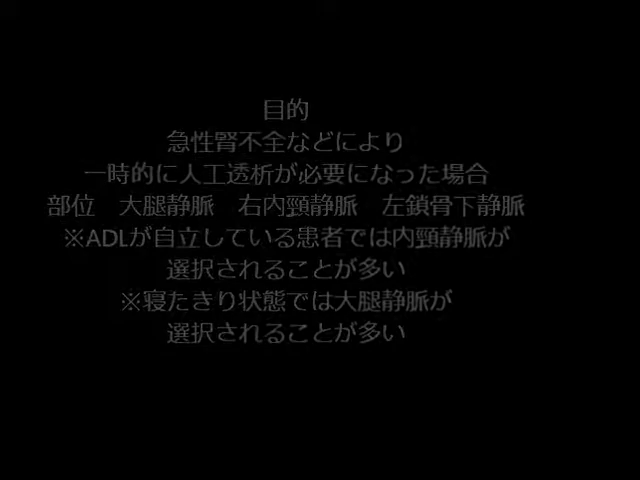 目的
急性腎不全などにより
一時的に人工透析が必要になった場合
部位　大腿静脈　右内頸静脈　左鎖骨下静脈
※ADLが自立している患者では内頸静脈が
選択されることが多い
※寝たきり状態では大腿静脈が
選択されることが多い